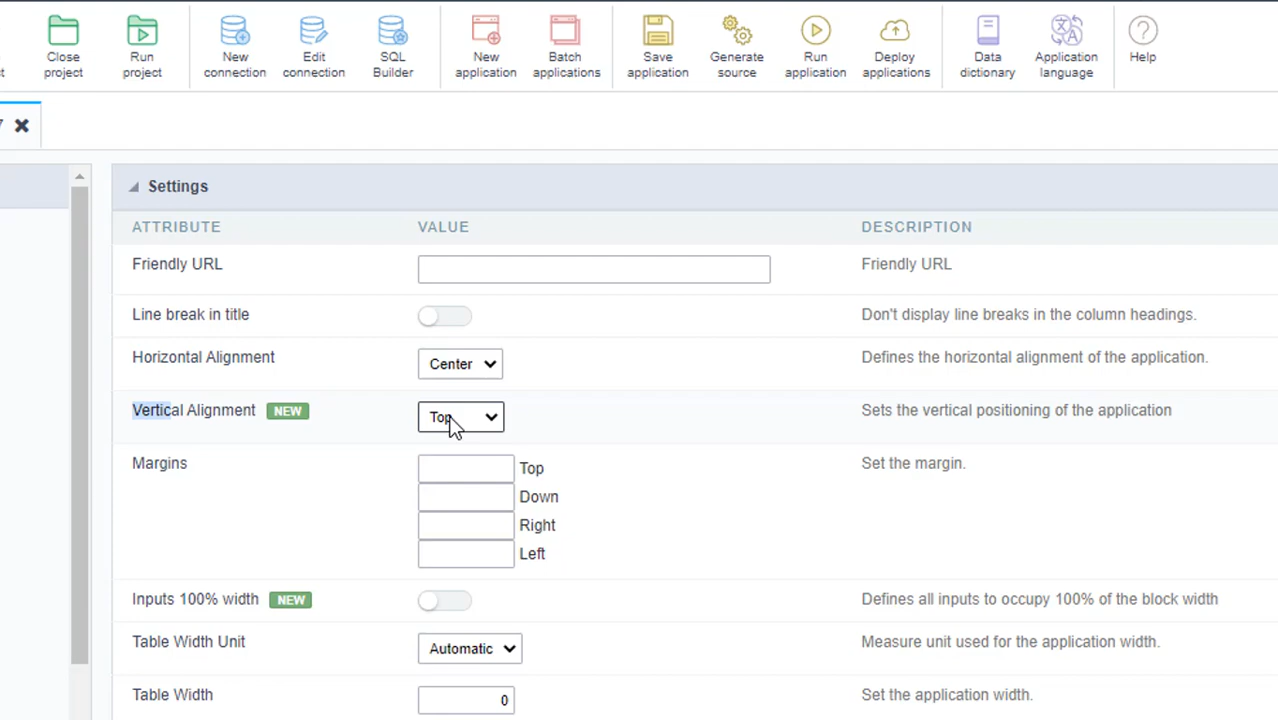 Close project
Run project
New connection
Edit connection
SQL Builder
New application
Batch applications
Save application
Generate source
Run application
Deploy applications
Data dictionary
Application language
Help
Settings
ATTRIBUTE VALUE DESCRIPTION
Friendly URL Friendly URL
Line break in title Don't display line breaks in the column headings.
Horizontal Alignment Center Defines the horizontal alignment of the application.
Vertical Alignment NEW Top Sets the vertical positioning of the application
Margins Top Set the margin.
Down
Right
Left
Inputs 100% width NEW Defines all inputs to occupy 100% of the block width
Table Width Unit Automatic Measure unit used for the application width.
Table Width 0 Set the application width.